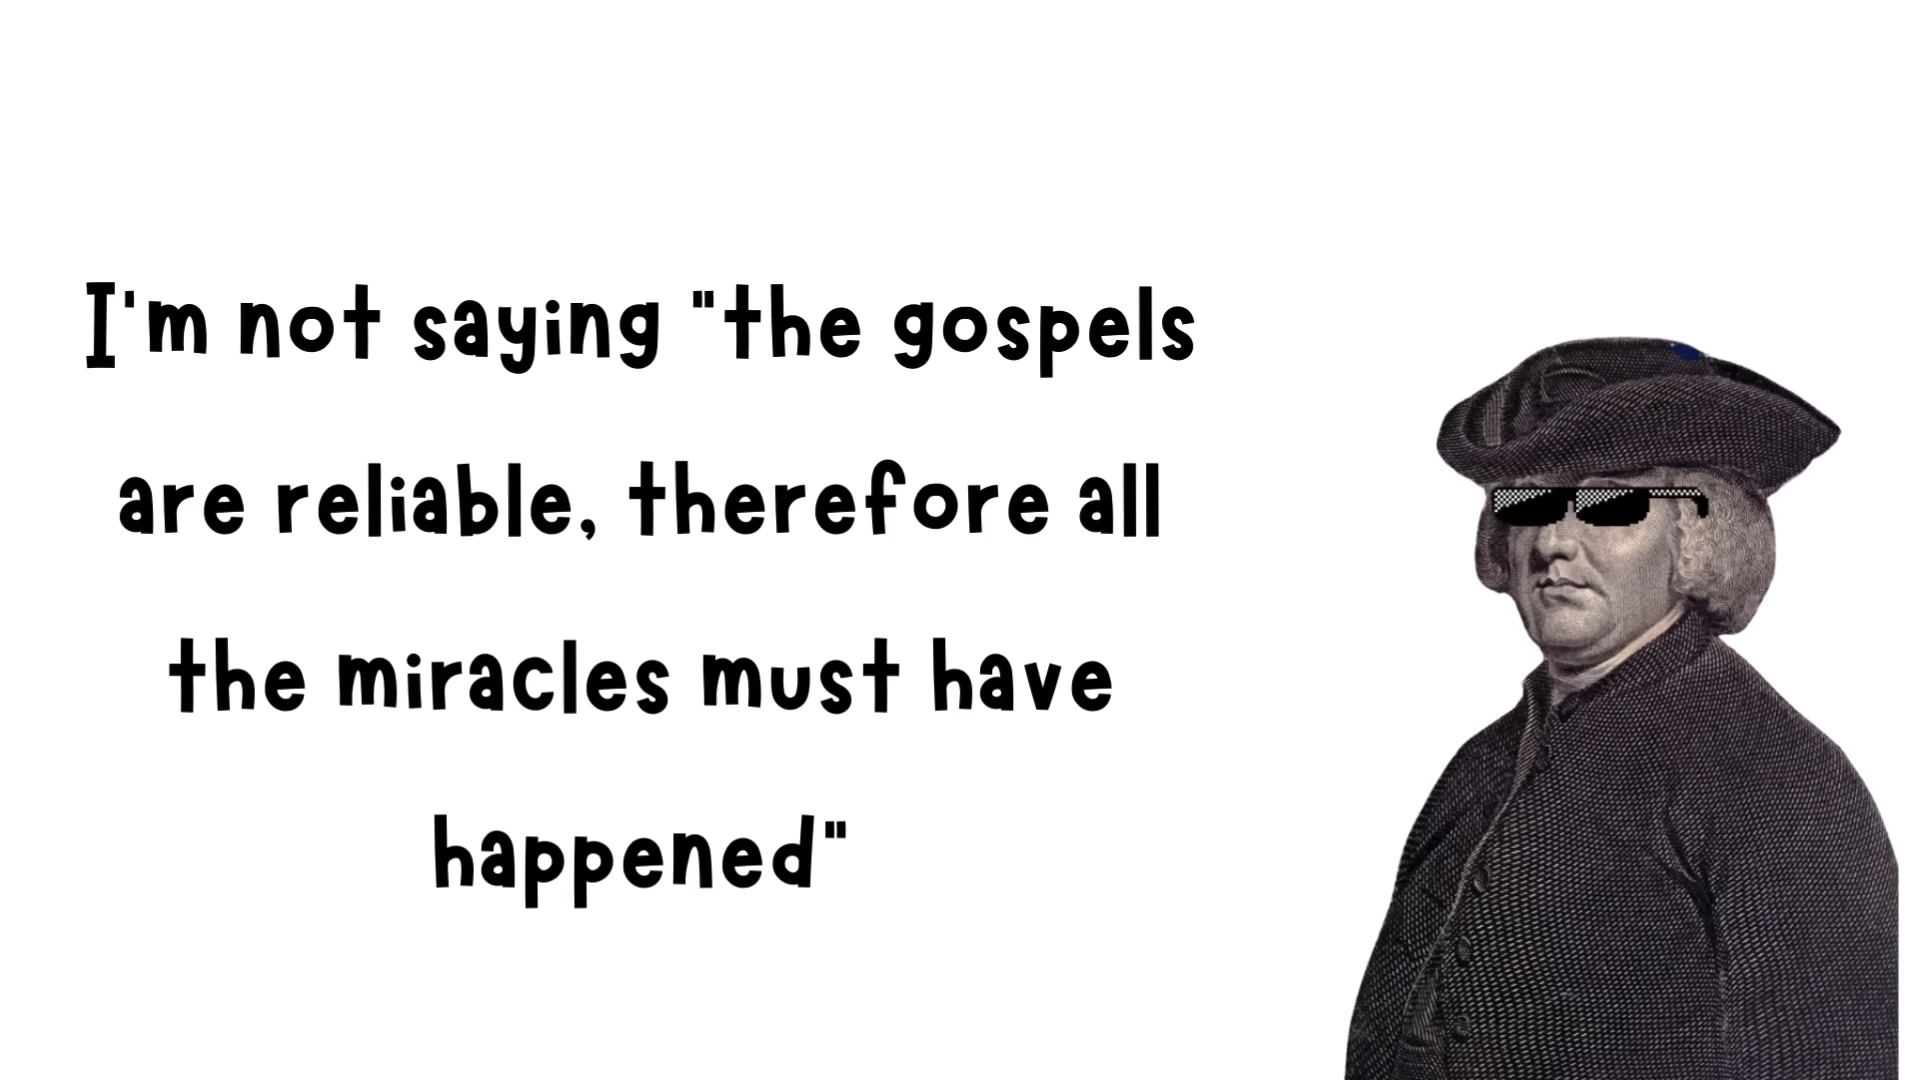 I'm not saying "the gospels
are reliable, therefore all
the miracles must have
happened"